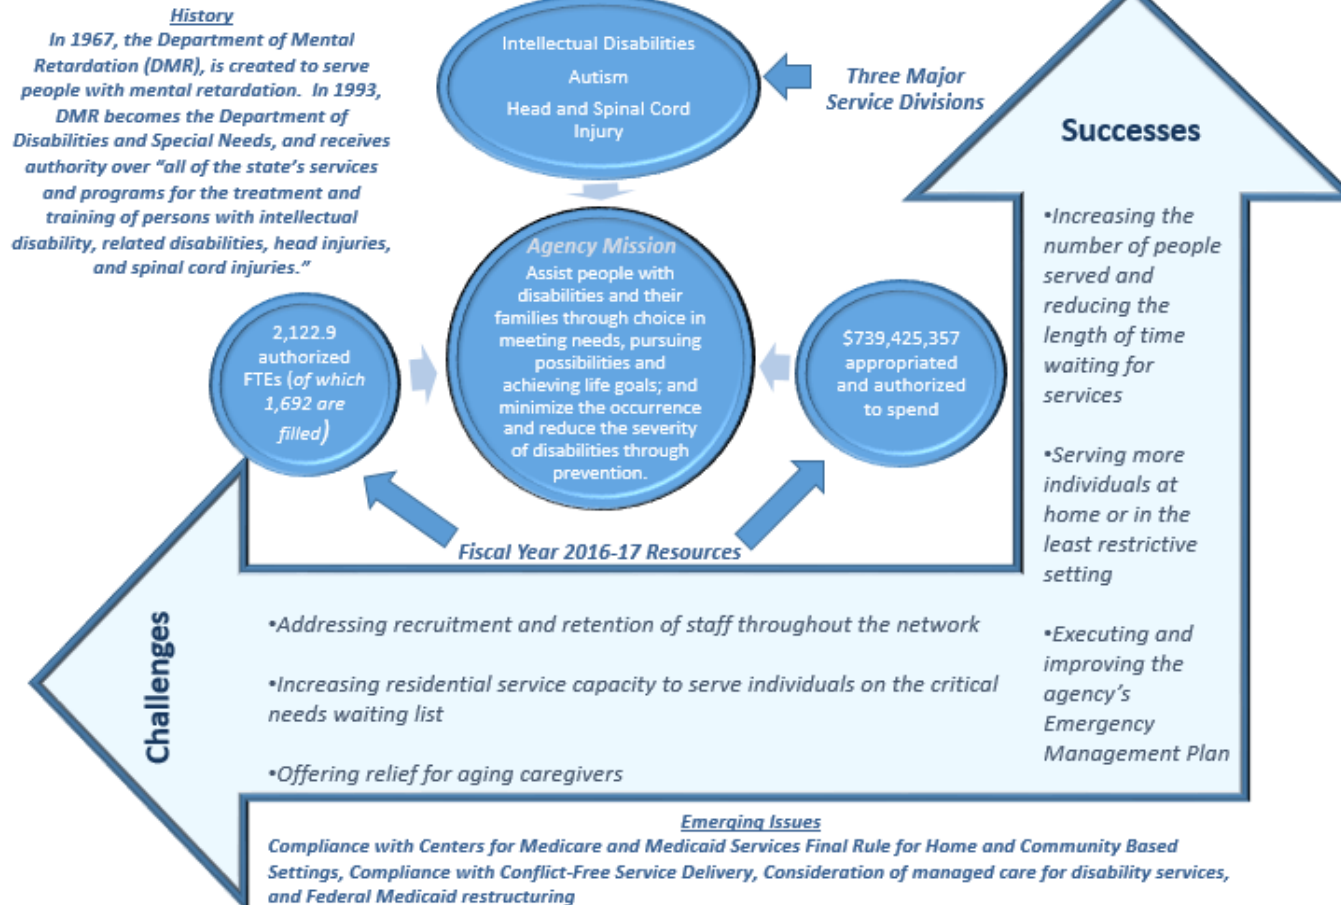 History
In 1967, the Department of Mental
Retardation (DMR), is created to serve
people with mental retardation.  In 1993,
DMR becomes the Department of
Disabilities and Special Needs, and receives
authority over “all of the state’s services
and programs for the treatment and
training of persons with intellectual
disability, related disabilities, head injuries,
and spinal cord injuries.”
Intellectual Disabilities
Autism
Head and Spinal Cord
Injury
Three Major
Service Divisions
Agency Mission
Assist people with
disabilities and their
families through choice in
meeting needs, pursuing
possibilities and
achieving life goals; and
minimize the occurrence
and reduce the severity
of disabilities through
prevention.
2,122.9
authorized
FTEs (of which
1,692 are
filled)
$739,425,357
appropriated
and authorized
to spend
Fiscal Year 2016-17 Resources
Successes
•Increasing the
number of people
served and
reducing the
length of time
waiting for
services
•Serving more
individuals at
home or in the
least restrictive
setting
•Executing and
improving the
agency’s
Emergency
Management Plan
Challenges
•Addressing recruitment and retention of staff throughout the network
•Increasing residential service capacity to serve individuals on the critical
needs waiting list
•Offering relief for aging caregivers
Emerging Issues
Compliance with Centers for Medicare and Medicaid Services Final Rule for Home and Community Based
Settings, Compliance with Conflict-Free Service Delivery, Consideration of managed care for disability services,
and Federal Medicaid restructuring